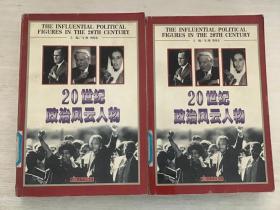 THE INFLUENTIAL POLITICAL
FIGURES IN THE 20TH CENTURY
20世纪
政治风云人物
THE INFLUENTIAL POLITICAL
FIGURES IN THE 20TH CENTURY
20世纪
政治风云人物